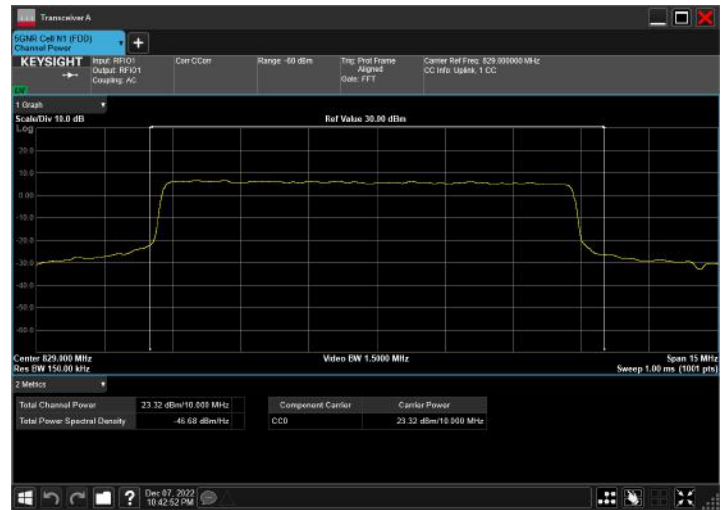 Transceiver A
5GNR Cell N1 (FDD)
Channel Power
KEYSIGHT
Input: RFIO1
Output: RFIO1
Coupling: AC
Corr CCorr
Range -60 dBm
Trig: Prot Frame
Aligned
Gate: FFT
Carrier Ref Freq: 829.000000 MHz
CC Info: Uplink, 1 CC
1 Graph
Scale/Div 10.0 dB
Ref Value 30.00 dBm
Log
20.0
10.0
0.00
-10.0
-20.0
-30.0
-50.0
-60.0
Center 829.000 MHz
Video BW 1.5000 MHz
Span 15 MHz
Res BW 150.00 kHz
Sweep 1.00 ms (1001 pts)
2 Metrics
Total Channel Power 23.32 dBm/10.000 MHz
Total Power Spectral Density -46.68 dBm/Hz
Component Carrier Carrier Power
CC0 23.32 dBm/10.000 MHz
?
Dec 07, 2022
10:42:52 PM